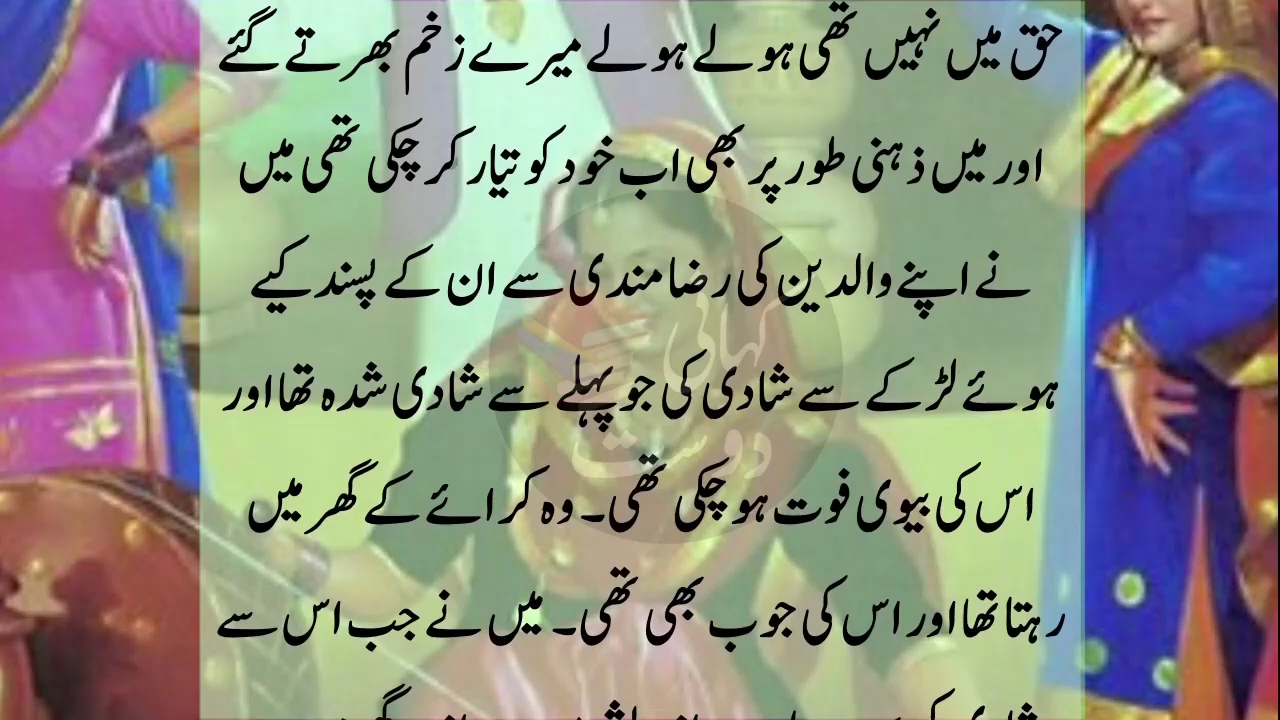 حق میں نہیں تھی ہولے ہولے میرے زخم بھرتے گئے
اور میں ذہنی طور پر بھی اب خود کو تیار کر چکی تھی میں
نے اپنے والدین کی رضامندی سے ان کے پسند کیے
ہوئے لڑکے سے شادی کی جو پہلے سے شادی شدہ تھا اور
اس کی بیوی فوت ہو چکی تھی۔ وہ کرائے کے گھر میں
رہتا تھا اور اس کی جوب بھی تھی۔ میں نے جب اس سے
کہانی
دوست